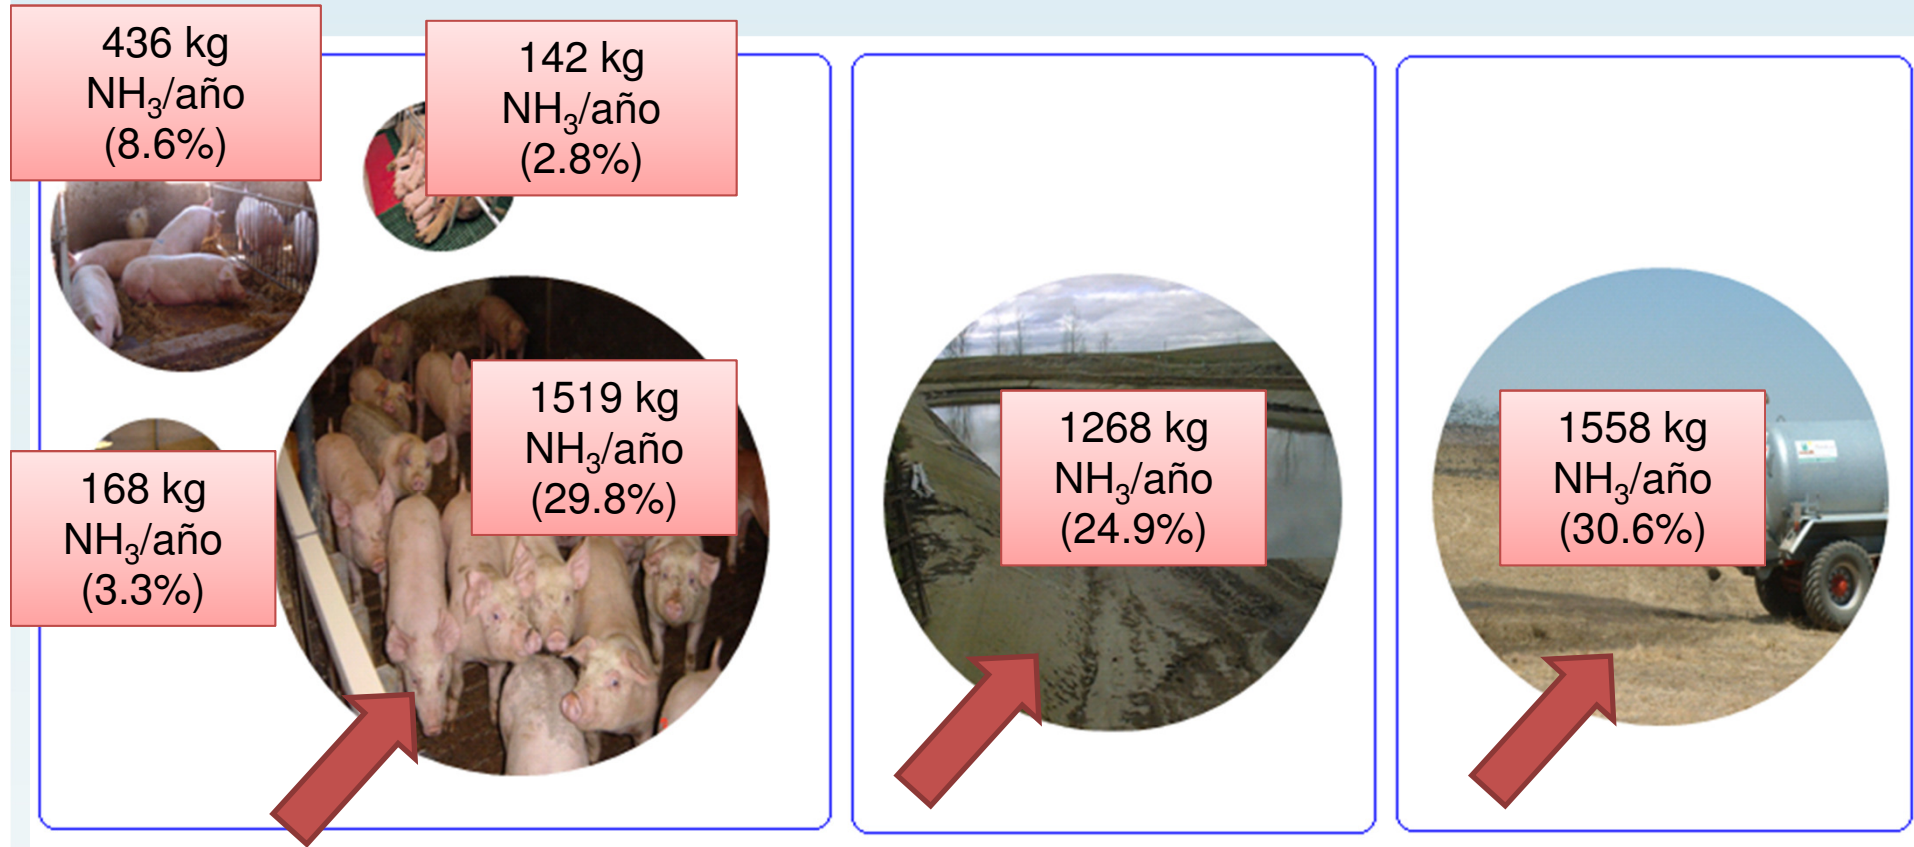 436 kg
NH₃/año
(8.6%)
142 kg
NH₃/año
(2.8%)
168 kg
NH₃/año
(3.3%)
1519 kg
NH₃/año
(29.8%)
1268 kg
NH₃/año
(24.9%)
1558 kg
NH₃/año
(30.6%)